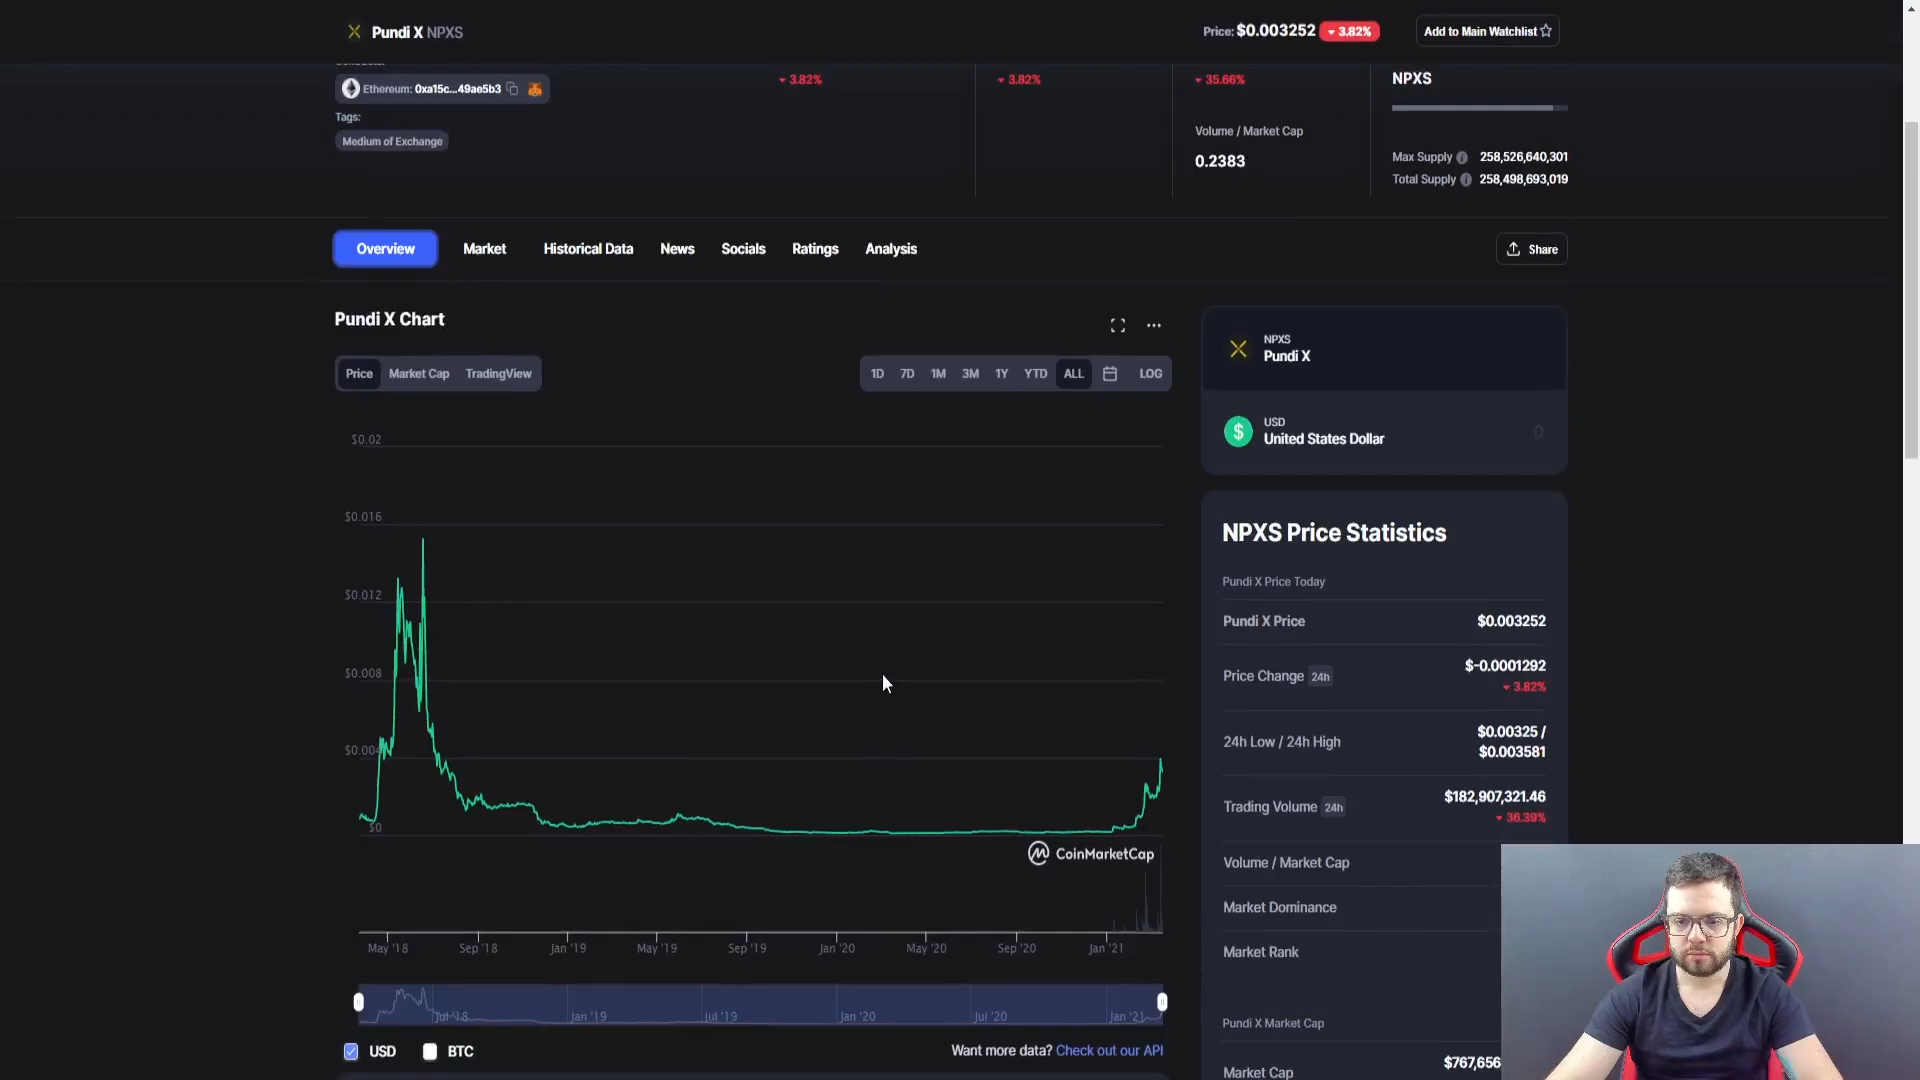 Pundi X NPXS
Price: $0.003252 3.82%
Add to Main Watchlist
Ethereum: 0xa15c...49ae5b3
3.82%
3.82%
35.66%
NPXS
Tags:
Medium of Exchange
Volume / Market Cap
0.2383
Max Supply 258,526,640,301
Total Supply 258,498,693,019
Overview Market Historical Data News Socials Ratings Analysis
Share
Pundi X Chart
Price Market Cap TradingView
1D 7D 1M 3M 1Y YTD ALL LOG
NPXS
Pundi X
USD
United States Dollar
0
$0.02
$0.016
$0.012
$0.008
$0.004
$0
CoinMarketCap
May '18 Sep '18 Jan '19 May '19 Sep '19 Jan '20 May '20 Sep '20 Jan '21
Jul '18 Jan '19 Jul '19 Jan '20 Jul '20 Jan '21
USD BTC
Want more data? Check out our API
NPXS Price Statistics
Pundi X Price Today
Pundi X Price $0.003252
Price Change 24h $-0.0001292
3.82%
24h Low / 24h High $0.00325 /
$0.003581
Trading Volume 24h $182,907,321.46
36.39%
Volume / Market Cap
Market Dominance
Market Rank
Pundi X Market Cap
Market Cap $767,656